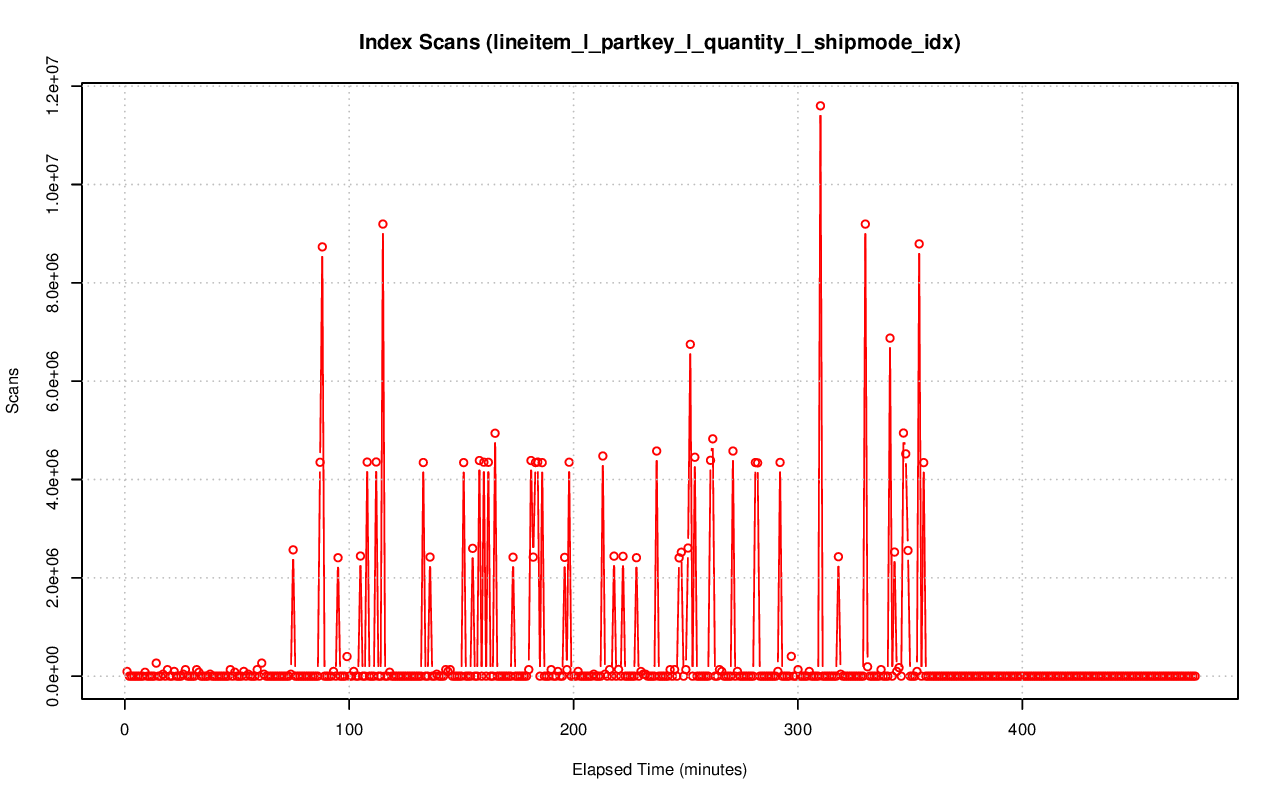 Index Scans (lineitem_l_partkey_l_quantity_l_shipmode_idx)
1.2e+07
1.0e+07
8.0e+06
6.0e+06
4.0e+06
2.0e+06
0.0e+00
Scans
0 100 200 300 400
Elapsed Time (minutes)